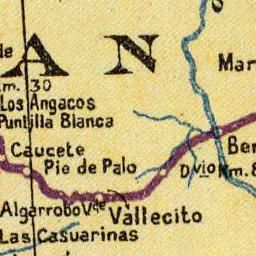 de
A N
Mar
m. 30
Los Angacos
Puntilla Blanca
Ber
Caucete
Pie de Palo
Dvio Km. 8
Algarrobo Vde
Vallecito
Las Casuarinas